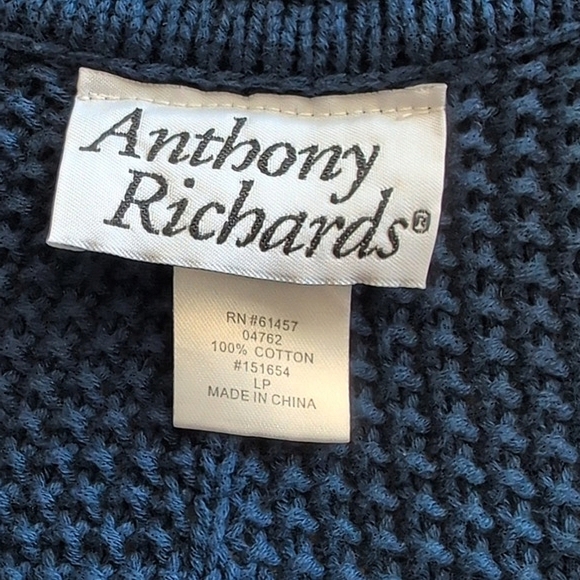 Anthony
Richards®
RN #61457
04762
100% COTTON
#151654
LP
MADE IN CHINA